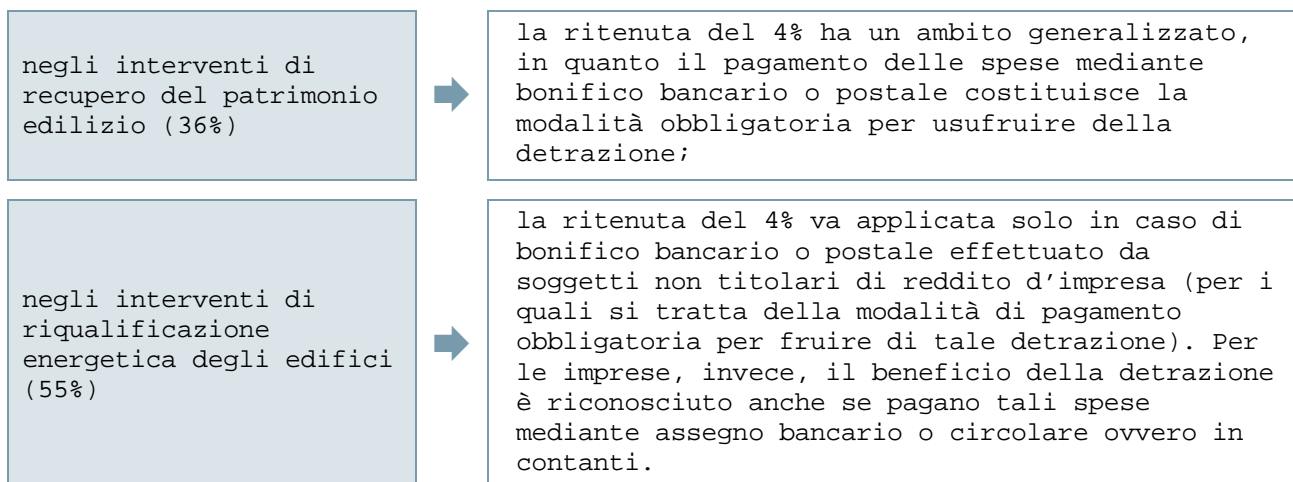 negli interventi di
recupero del patrimonio
edilizio (36%)
la ritenuta del 4% ha un ambito generalizzato,
in quanto il pagamento delle spese mediante
bonifico bancario o postale costituisce la
modalità obbligatoria per usufruire della
detrazione;
negli interventi di
riqualificazione
energetica degli edifici
(55%)
la ritenuta del 4% va applicata solo in caso di
bonifico bancario o postale effettuato da
soggetti non titolari di reddito d'impresa (per i
quali si tratta della modalità di pagamento
obbligatoria per fruire di tale detrazione). Per
le imprese, invece, il beneficio della detrazione
è riconosciuto anche se pagano tali spese
mediante assegno bancario o circolare ovvero in
contanti.